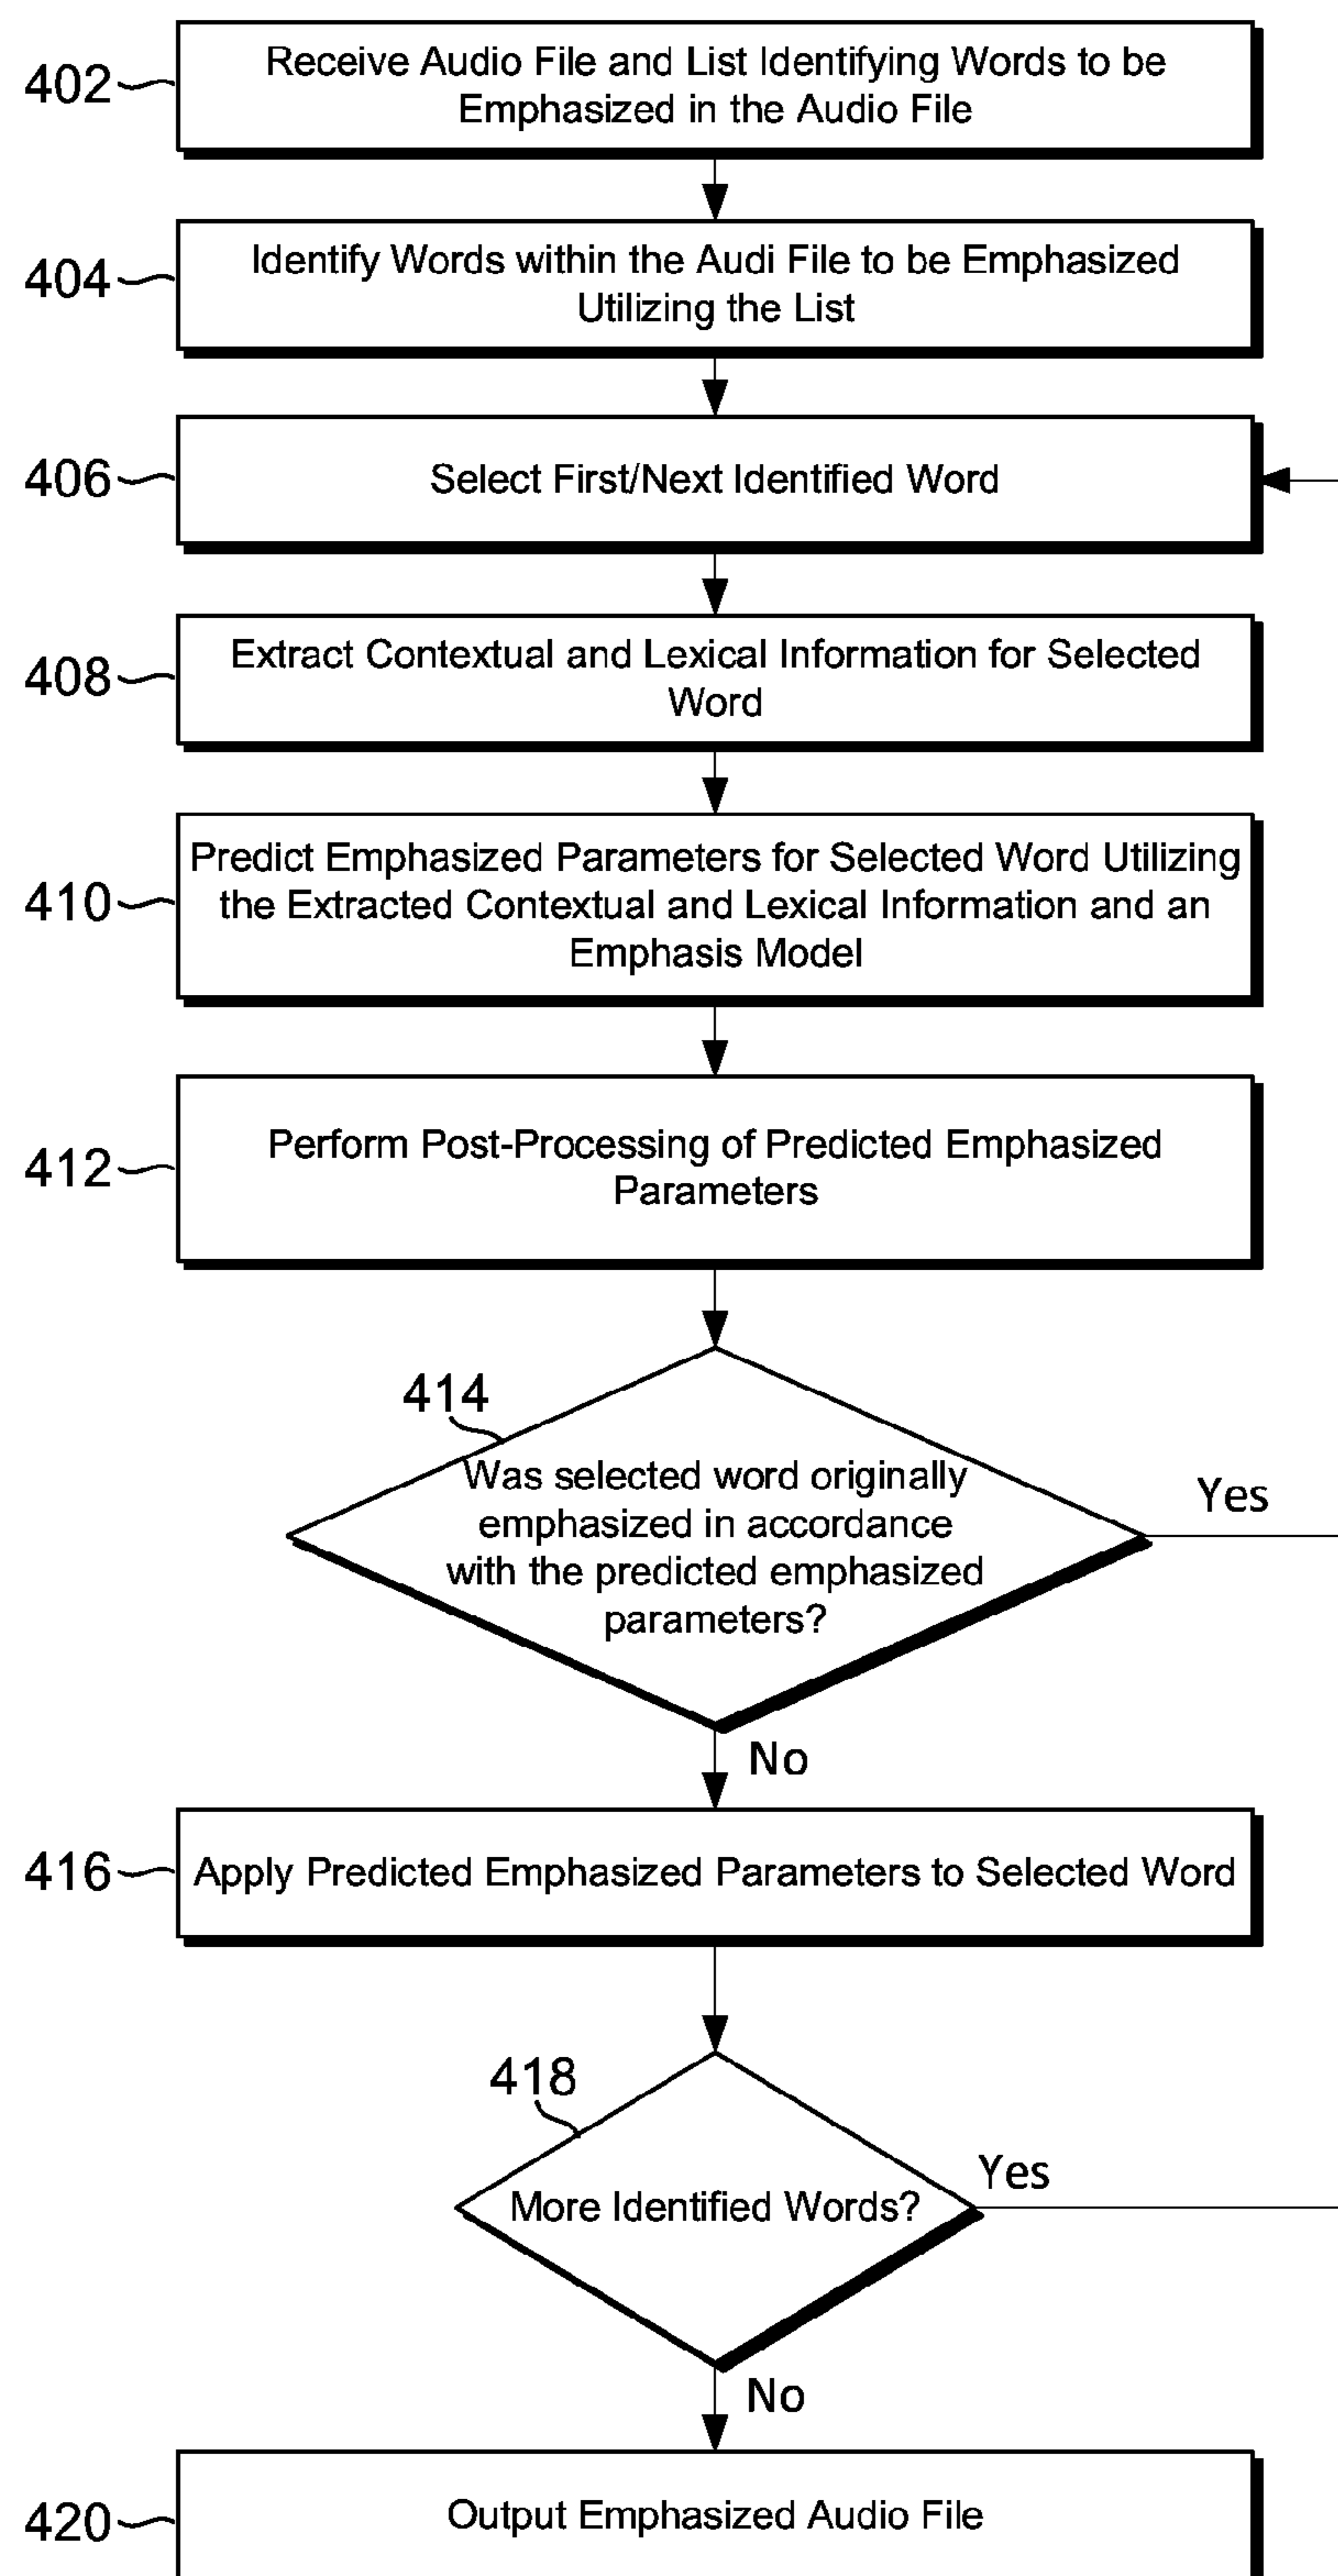 402
Receive Audio File and List Identifying Words to be
Emphasized in the Audio File
404
Identify Words within the Audi File to be Emphasized
Utilizing the List
406
Select First/Next Identified Word
408
Extract Contextual and Lexical Information for Selected
Word
410
Predict Emphasized Parameters for Selected Word Utilizing
the Extracted Contextual and Lexical Information and an
Emphasis Model
412
Perform Post-Processing of Predicted Emphasized
Parameters
414
Was selected word originally
emphasized in accordance
with the predicted emphasized
parameters?
Yes
No
416
Apply Predicted Emphasized Parameters to Selected Word
418
More Identified Words?
Yes
No
420
Output Emphasized Audio File